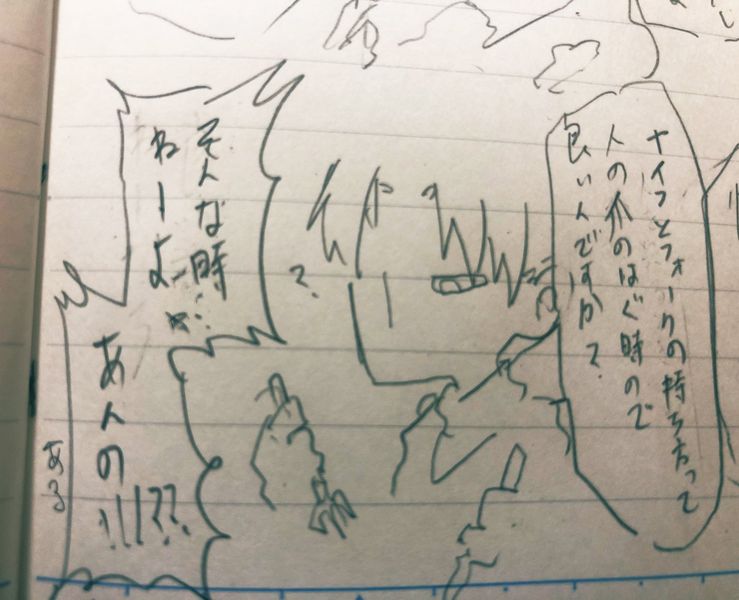 ナイフとフォークの持ち方って
人の爪のはぐ時ので
良いんですか?
?
そんな時…
ねーよ
あんの!!!??
ある